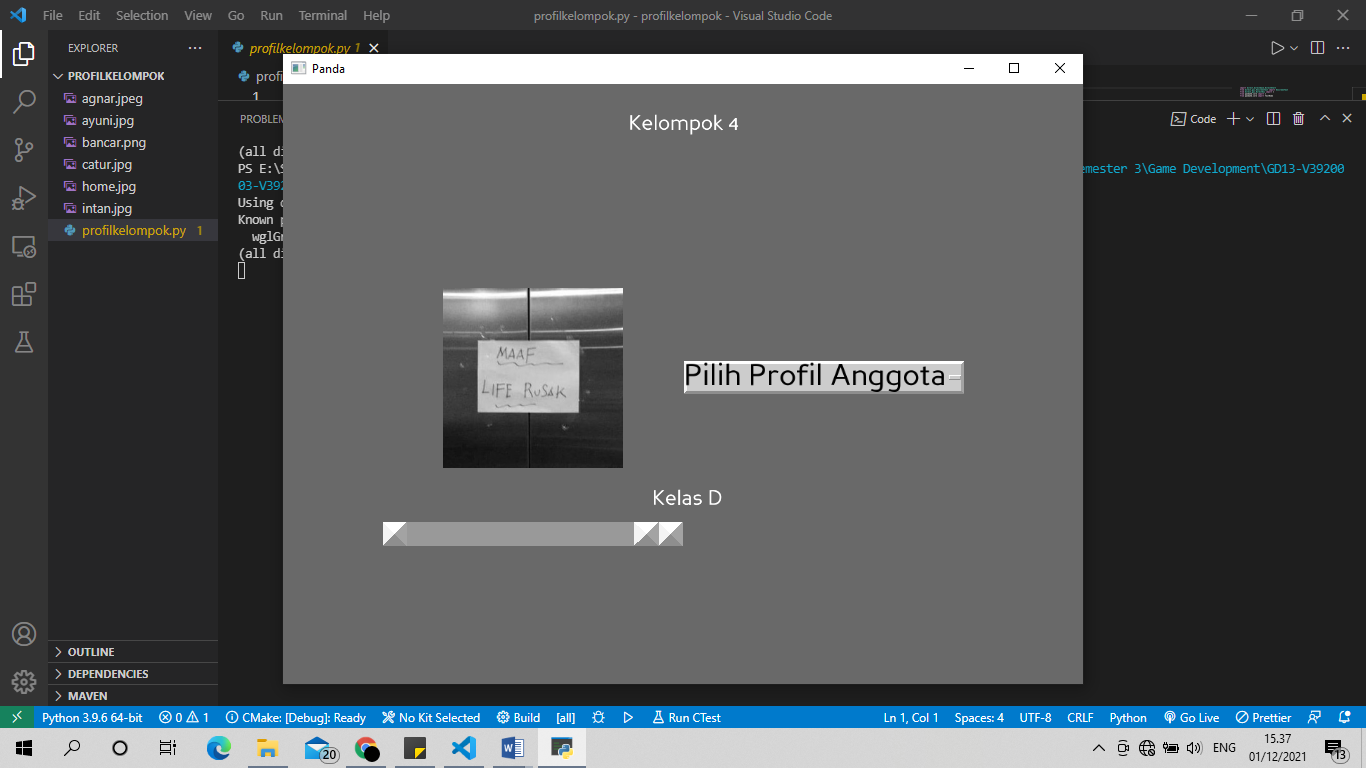 File Edit Selection View Go Run Terminal Help
profilkelompok.py - profilkelompok - Visual Studio Code
EXPLORER
PROFILKELOMPOK
agnar.jpeg
ayuni.jpg
bancar.png
catur.jpg
home.jpg
intan.jpg
profilkelompok.py 1
OUTLINE
DEPENDENCIES
MAVEN
profilkelompok.py 1
1
Code
(all di
PS E:\S
emester 3\Game Development\GD13-V39200
03-V392
Using
Known
(all di
Panda
Kelompok 4
MAAF
LIFE RUSAK
Pilih Profil Anggota
Kelas D
Python 3.9.6 64-bit 0 1 CMake: [Debug]: Ready No Kit Selected Build [all] Run CTest
Ln 1, Col 1 Spaces: 4 UTF-8 CRLF Python Go Live Prettier
20
ENG
15.37
01/12/2021
13